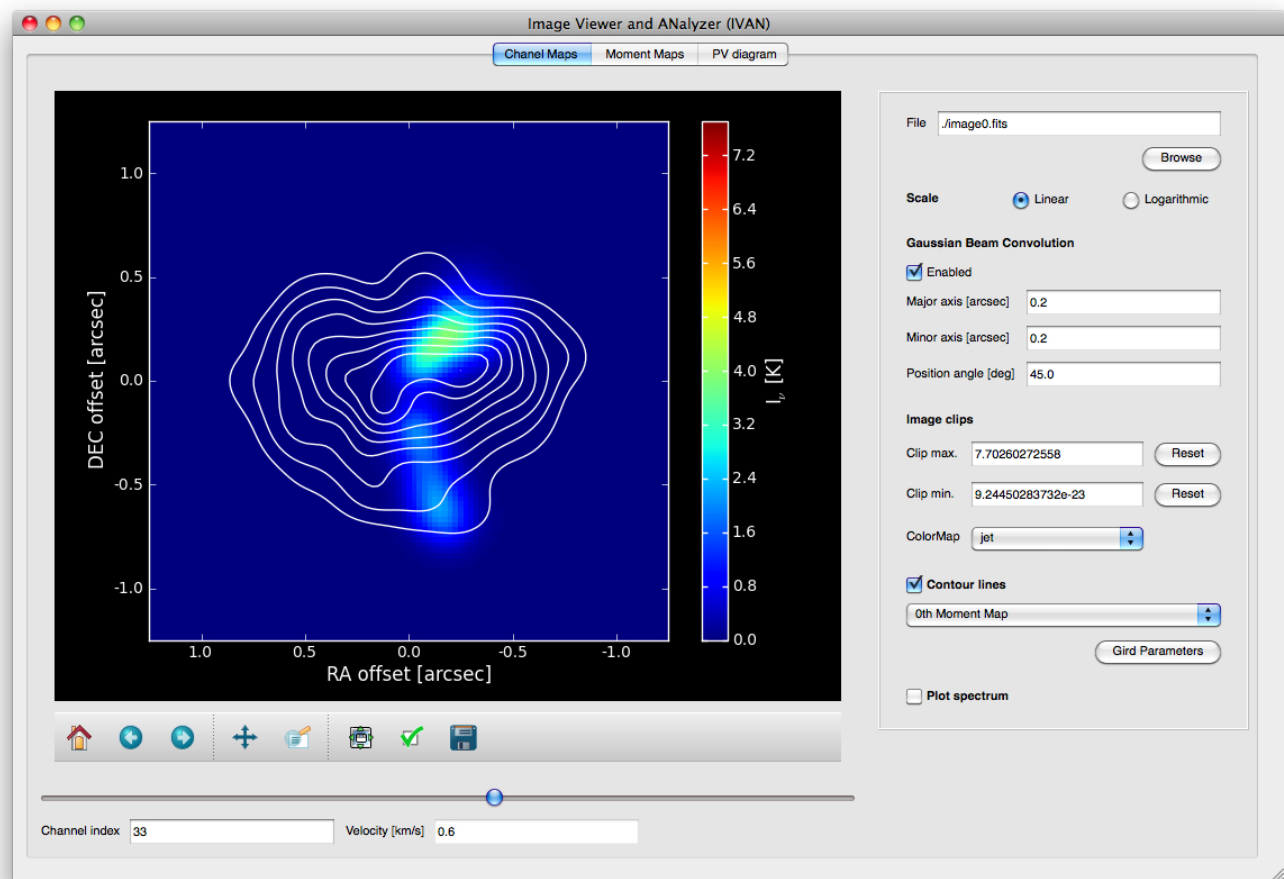 Image Viewer and ANalyzer (IVAN)
Chanel Maps Moment Maps PV diagram
1.0
0.5
0.0
-0.5
-1.0
DEC offset [arcsec]
1.0 0.5 0.0 -0.5 -1.0
RA offset [arcsec]
7.2
6.4
5.6
4.8
4.0
3.2
2.4
1.6
0.8
0.0
Iν [K]
File ./image0.fits
Browse
Scale Linear Logarithmic
Gaussian Beam Convolution
Enabled
Major axis [arcsec] 0.2
Minor axis [arcsec] 0.2
Position angle [deg] 45.0
Image clips
Clip max. 7.70260272558 Reset
Clip min. 9.24450283732e-23 Reset
ColorMap jet
Contour lines
0th Moment Map
Gird Parameters
Plot spectrum
Channel index 33 Velocity [km/s] 0.6